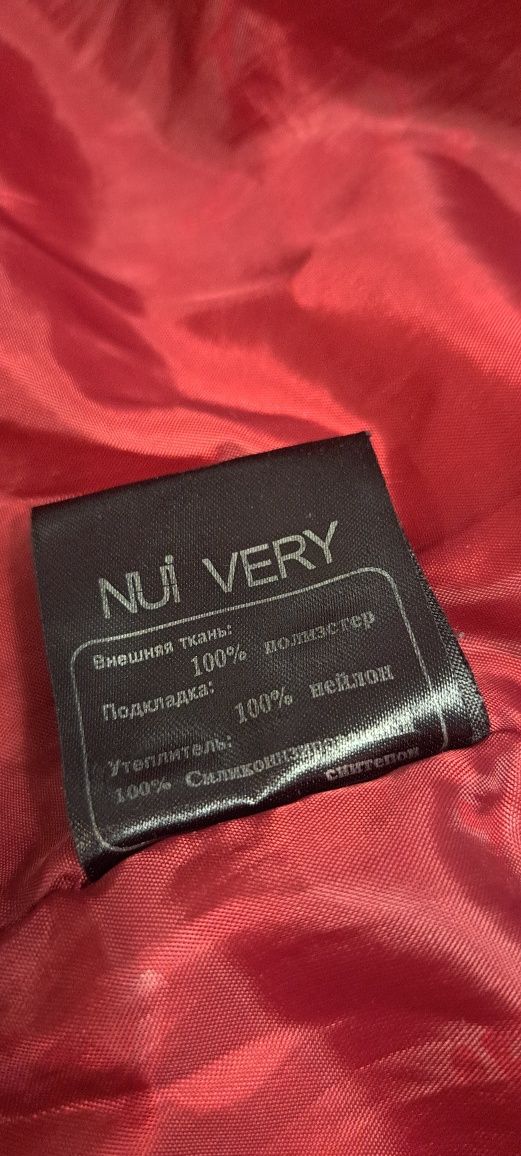 NUi VERY
Внешняя ткань:
100% полиэстер
Подкладка:
100% нейлон
Утеплитель:
100% Силиконизированный
синтепон